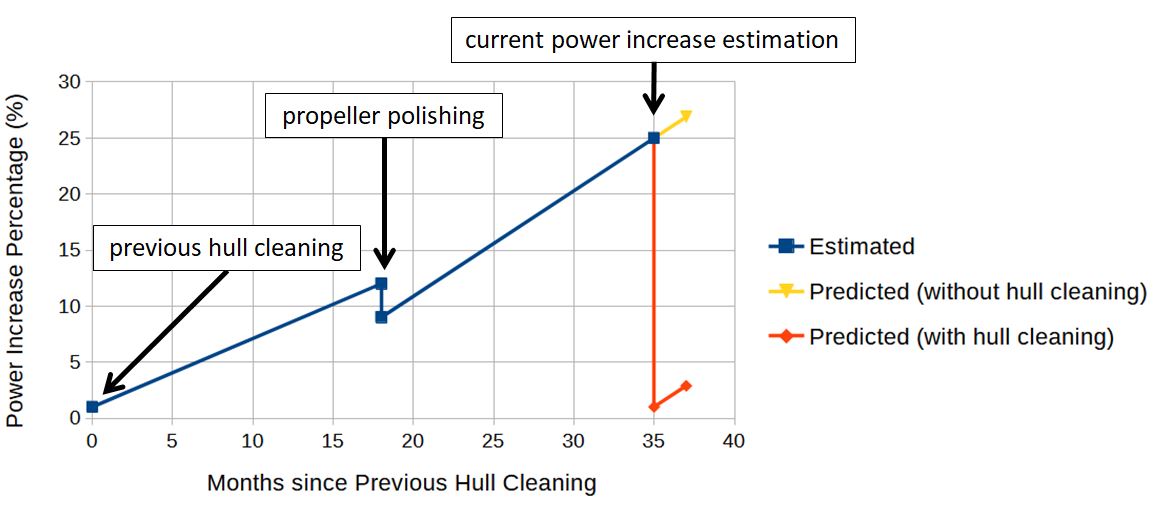 current power increase estimation
30
propeller polishing
25
20
previous hull cleaning
15
10
5
0
Power Increase Percentage (%)
0 5 10 15 20 25 30 35 40
Months since Previous Hull Cleaning
Estimated
Predicted (without hull cleaning)
Predicted (with hull cleaning)